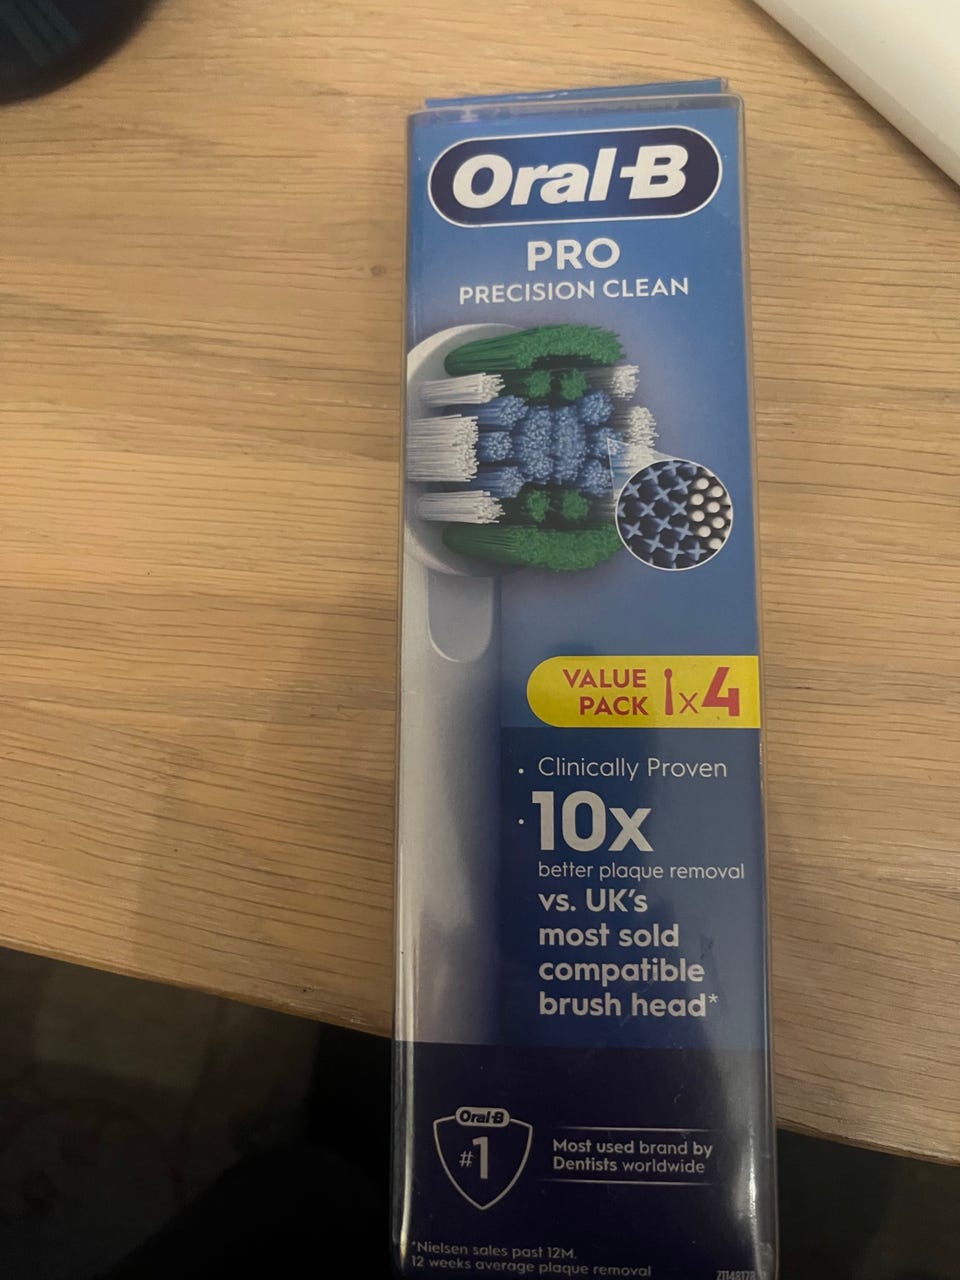 Oral-B
PRO
PRECISION CLEAN
VALUE
PACK 1x4
• Clinically Proven
• 10x
better plaque removal
vs. UK's
most sold
compatible
brush head*
Oral-B
#1
Most used brand by
Dentists worldwide
*Nielsen sales past 12M.
12 weeks average plaque removal